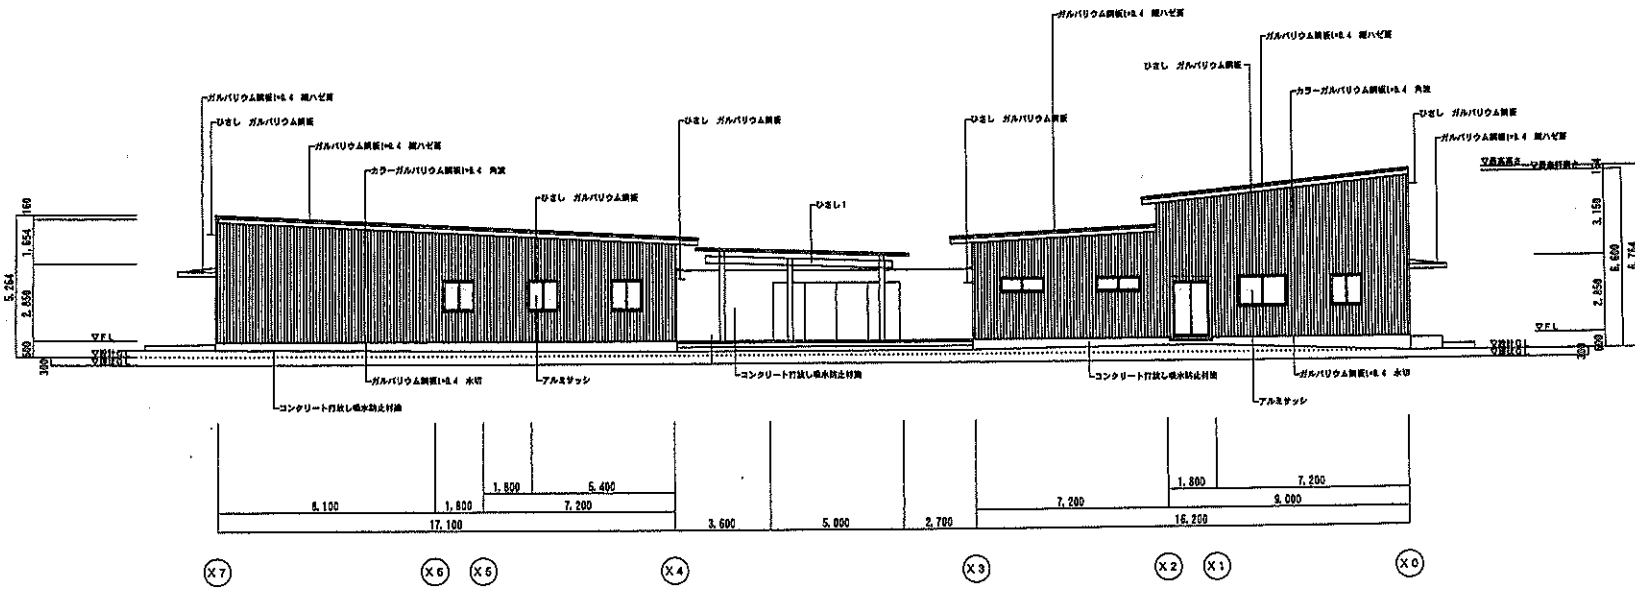 ガルバリウム鋼板t=0.4 縦ハゼ葺
ガルバリウム鋼板t=0.4 縦ハゼ葺
ひさし ガルバリウム鋼板
ガルバリウム鋼板t=0.4 縦ハゼ葺
カラーガルバリウム鋼板t=0.4 角波
ひさし ガルバリウム鋼板
ひさし ガルバリウム鋼板
ひさし ガルバリウム鋼板
ひさし ガルバリウム鋼板
ガルバリウム鋼板t=0.4 縦ハゼ葺
ガルバリウム鋼板t=0.4 縦ハゼ葺
カラーガルバリウム鋼板t=0.4 角波
ひさし ガルバリウム鋼板
ひさし1
▽最高高さ
▽最高軒高さ
160
1,654
2,850
5,264
600
300
▽FL
3,150
6,600
6,764
2,850
▽FL
600
300
ガルバリウム鋼板t=0.4 水切
アルミサッシ
コンクリート打放し吸水防止材塗
コンクリート打放し吸水防止材塗
コンクリート打放し吸水防止材塗
ガルバリウム鋼板t=0.4 水切
アルミサッシ
1,800 5,400
1,800 7,200
8,100 1,800 7,200
7,200 9,000
17,100 3,600 5,000 2,700 16,200
X7 X6 X5 X4 X3 X2 X1 X0